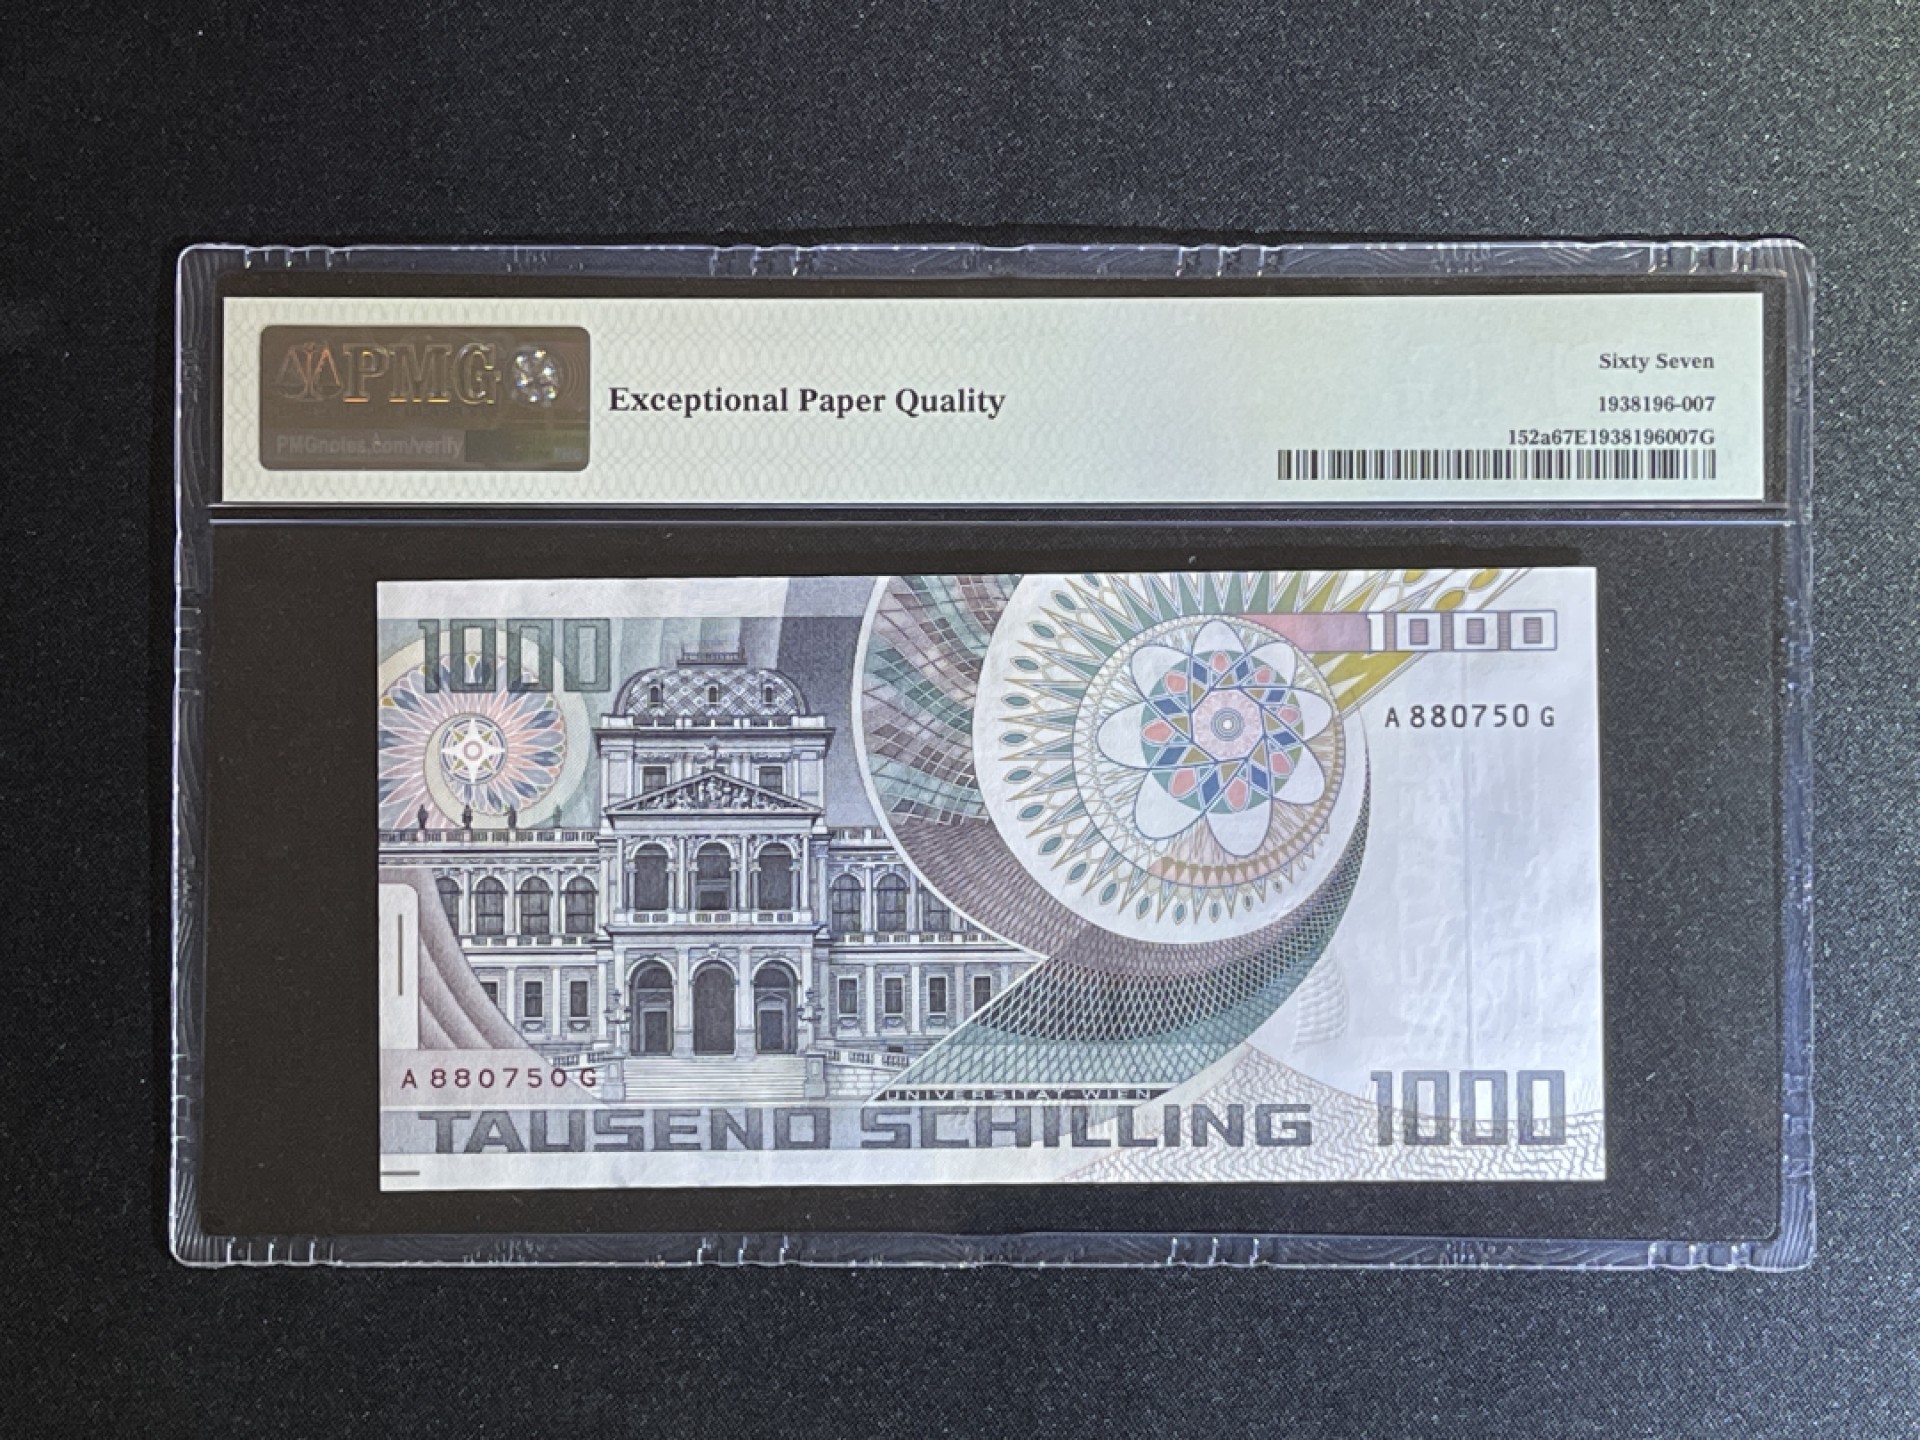 PMG
PMGnotes.com/verify
Exceptional Paper Quality
Sixty Seven
1938196-007
152a67E1938196007G
1000
1000
A 880750 G
A 880750 G
UNIVERSITÄT-WIEN
TAUSEND SCHILLING
1000